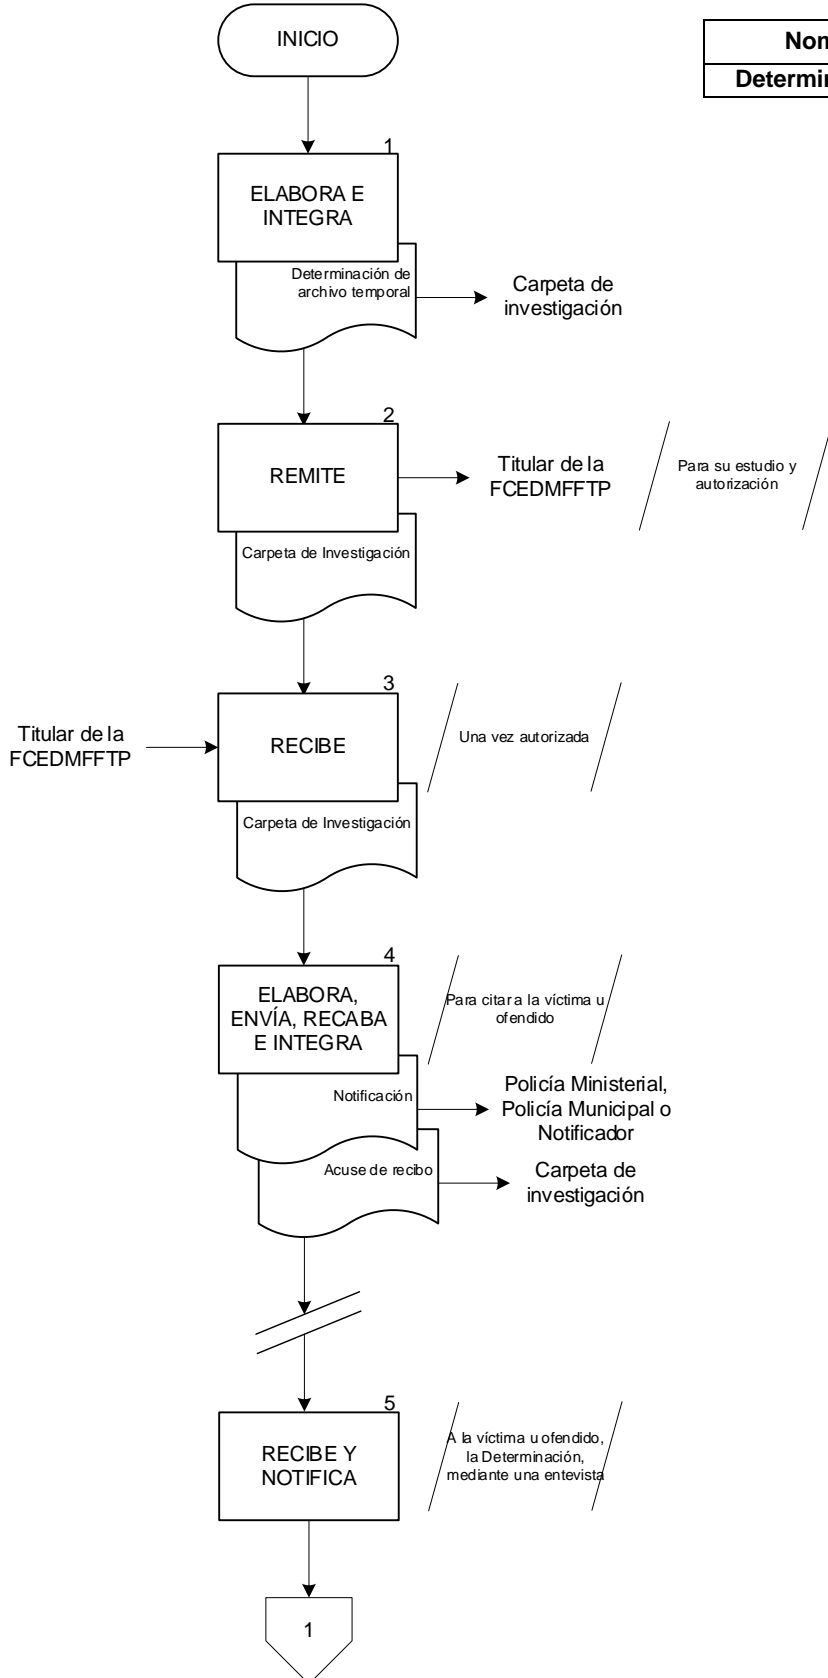 INICIO
Nom
Determin
1
ELABORA E
INTEGRA
Determinación de
archivo temporal
Carpeta de
investigación
2
REMITE
Titular de la
FCEDMFFTP
Para su estudio y
autorización
Carpeta de Investigación
3
Titular de la
FCEDMFFTP
RECIBE
Una vez autorizada
Carpeta de Investigación
4
ELABORA,
ENVÍA, RECABA
E INTEGRA
Para citar a la víctima u
ofendido
Notificación
Policía Ministerial,
Policía Municipal o
Notificador
Acuse de recibo
Carpeta de
investigación
5
RECIBE Y
NOTIFICA
A la víctima u ofendido,
la Determinación,
mediante una entevista
1